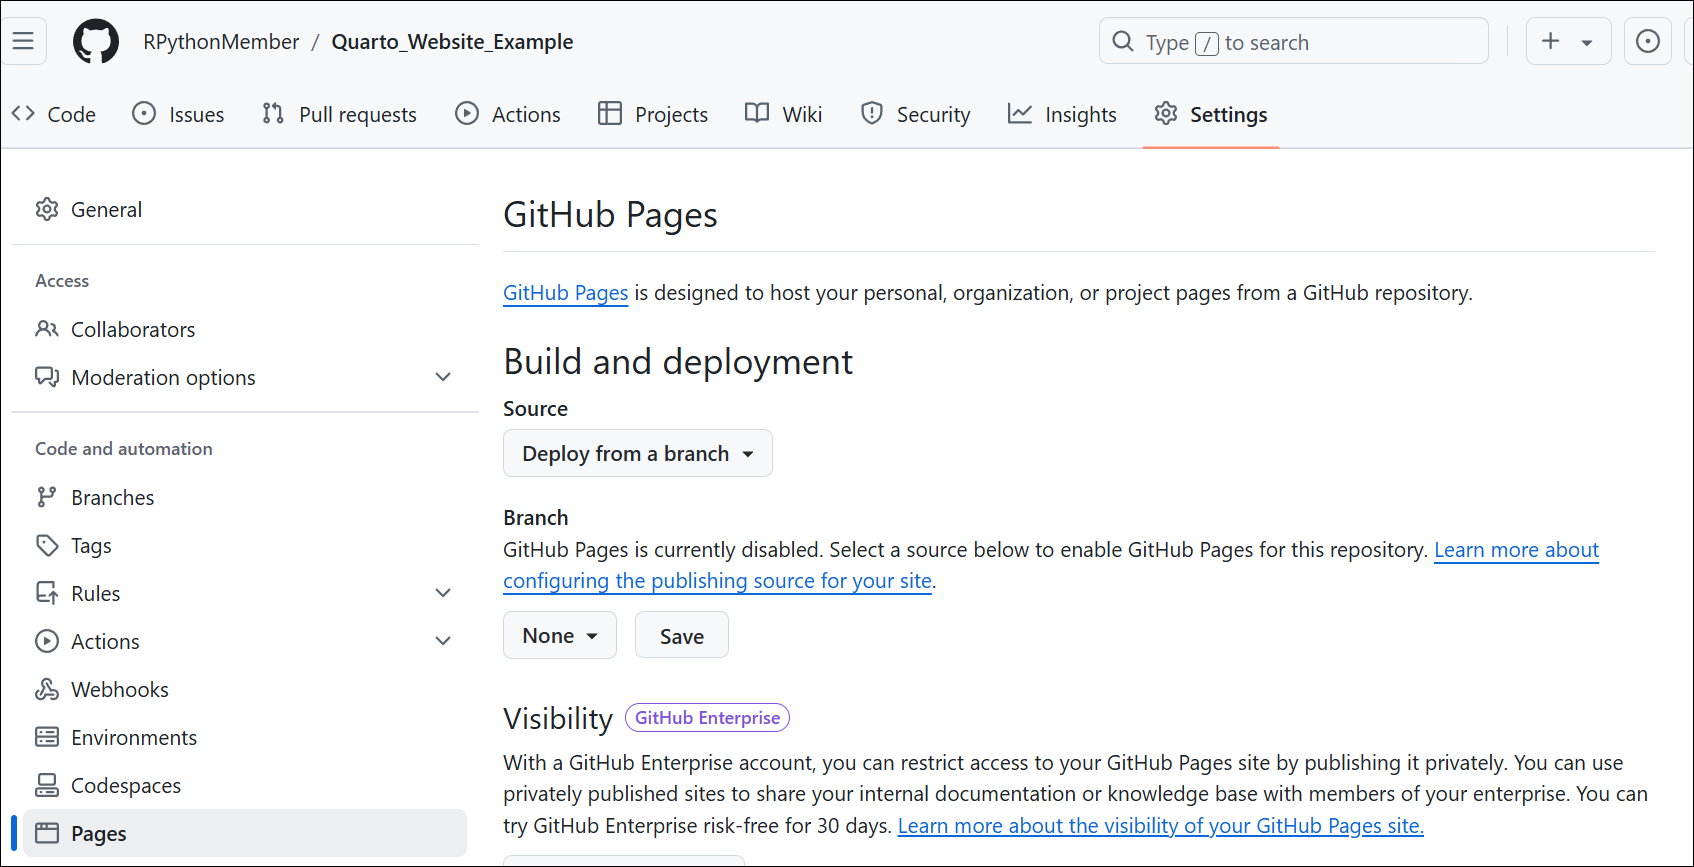 RPythonMember / Quarto_Website_Example
Type / to search
Code Issues Pull requests Actions Projects Wiki Security Insights Settings
General
Access
Collaborators
Moderation options
Code and automation
Branches
Tags
Rules
Actions
Webhooks
Environments
Codespaces
Pages
GitHub Pages
GitHub Pages is designed to host your personal, organization, or project pages from a GitHub repository.
Build and deployment
Source
Deploy from a branch
Branch
GitHub Pages is currently disabled. Select a source below to enable GitHub Pages for this repository. Learn more about
configuring the publishing source for your site.
None Save
Visibility GitHub Enterprise
With a GitHub Enterprise account, you can restrict access to your GitHub Pages site by publishing it privately. You can use
privately published sites to share your internal documentation or knowledge base with members of your enterprise. You can
try GitHub Enterprise risk-free for 30 days. Learn more about the visibility of your GitHub Pages site.